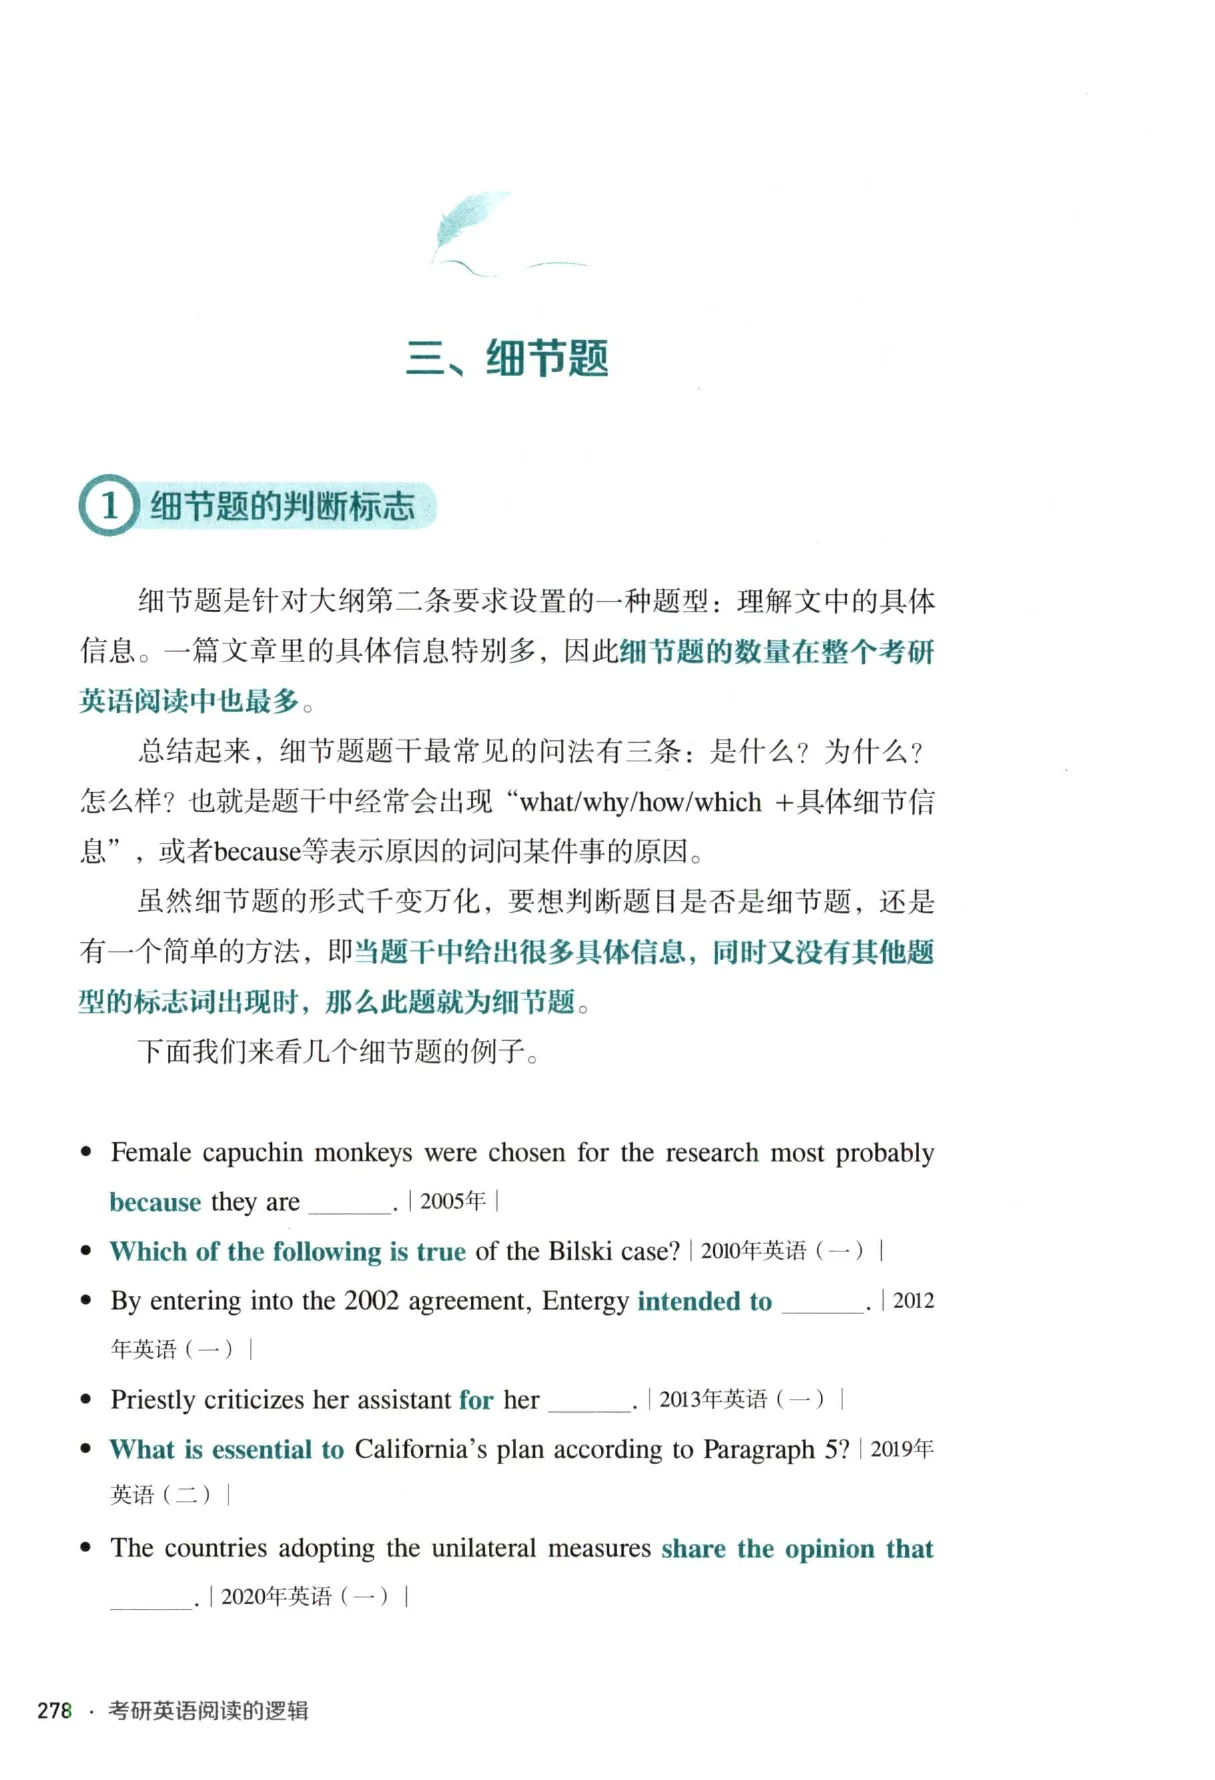 三、细节题
1 细节题的判断标志
细节题是针对大纲第二条要求设置的一种题型：理解文中的具体
信息。一篇文章里的具体信息特别多，因此细节题的数量在整个考研
英语阅读中也最多。
总结起来，细节题题干最常见的问法有三条：是什么？为什么？
怎么样？也就是题干中经常会出现“what/why/how/which +具体细节信
息”，或者because等表示原因的词问某件事的原因。
虽然细节题的形式千变万化，要想判断题目是否是细节题，还是
有一个简单的方法，即当题干中给出很多具体信息，同时又没有其他题
型的标志词出现时，那么此题就为细节题。
下面我们来看几个细节题的例子。
• Female capuchin monkeys were chosen for the research most probably
because they are ______. | 2005年 |
• Which of the following is true of the Bilski case? | 2010年英语（一）|
• By entering into the 2002 agreement, Entergy intended to ______. | 2012
年英语（一）|
• Priestly criticizes her assistant for her ______. | 2013年英语（一）|
• What is essential to California's plan according to Paragraph 5? | 2019年
英语（二）|
• The countries adopting the unilateral measures share the opinion that
______. | 2020年英语（一）|
278 · 考研英语阅读的逻辑